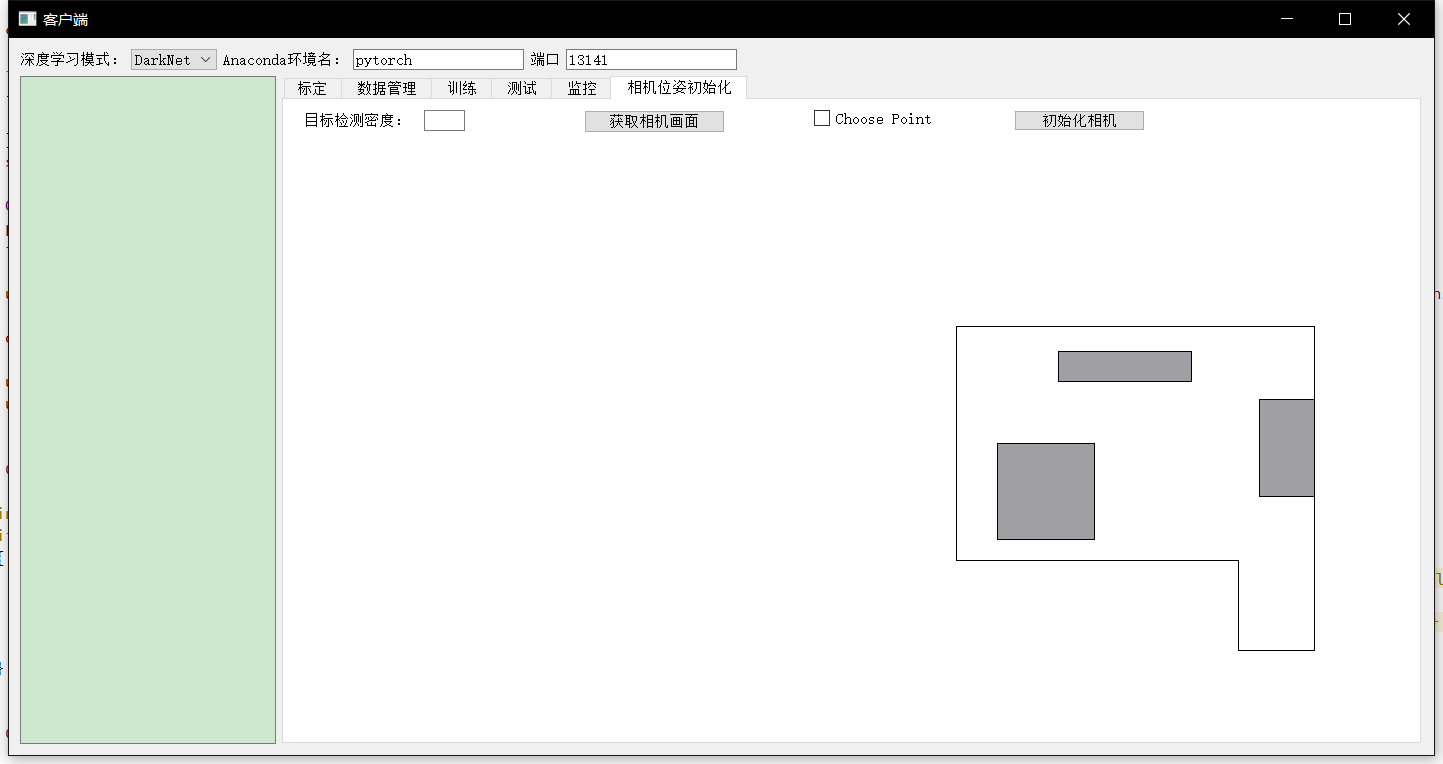 客户端
深度学习模式： DarkNet Anaconda环境名： pytorch 端口 13141
标定 数据管理 训练 测试 监控 相机位姿初始化
目标检测密度： 获取相机画面 Choose Point 初始化相机